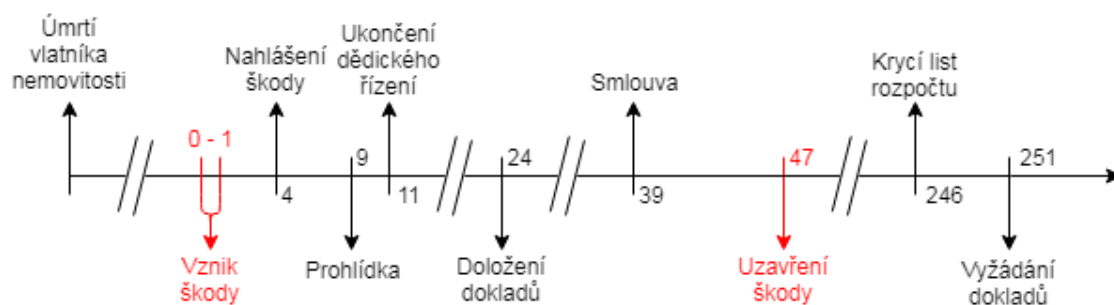 Úmrtí
vlatníka
nemovitosti
Nahlášení
škody
Ukončení
dědického
řízení
Smlouva
Krycí list
rozpočtu
0 - 1
9
24
47
251
4
11
39
246
Vznik
škody
Prohlídka
Doložení
dokladů
Uzavření
škody
Vyžádání
dokladů